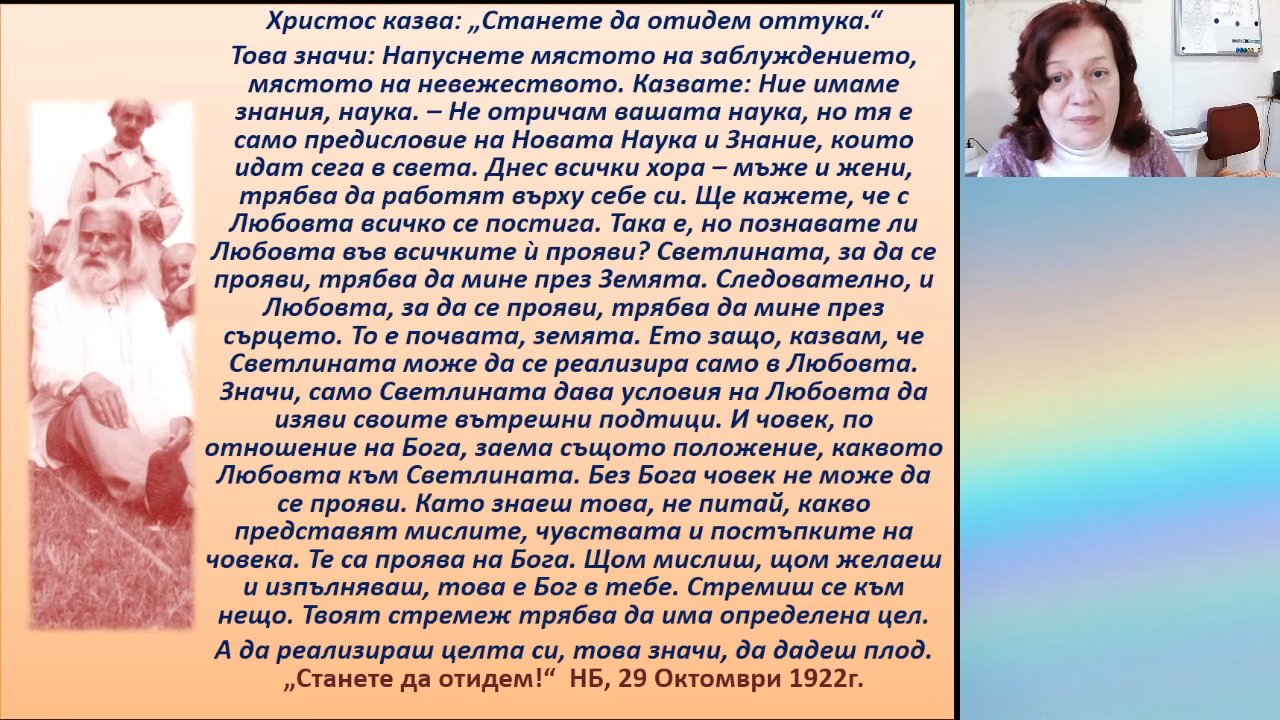 Христос казва: „Станете да отидем оттука.“
Това значи: Напуснете мястото на заблуждението,
мястото на невежеството. Казвате: Ние имаме
знания, наука. – Не отричам вашата наука, но тя е
само предисловие на Новата Наука и Знание, които
идат сега в света. Днес всички хора – мъже и жени,
трябва да работят върху себе си. Ще кажете, че с
Любовта всичко се постига. Така е, но познавате ли
Любовта във всичките ѝ прояви? Светлината, за да се
прояви, трябва да мине през Земята. Следователно, и
Любовта, за да се прояви, трябва да мине през
сърцето. То е почвата, земята. Ето защо, казвам, че
Светлината може да се реализира само в Любовта.
Значи, само Светлината дава условия на Любовта да
изяви своите вътрешни подтици. И човек, по
отношение на Бога, заема същото положение, каквото
Любовта към Светлината. Без Бога човек не може да
се прояви. Като знаеш това, не питай, какво
представят мислите, чувствата и постъпките на
човека. Те са проява на Бога. Щом мислиш, щом желаеш
и изпълняваш, това е Бог в тебе. Стремиш се към
нещо. Твоят стремеж трябва да има определена цел.
А да реализираш целта си, това значи, да дадеш плод.
„Станете да отидем!“ НБ, 29 Октомври 1922г.